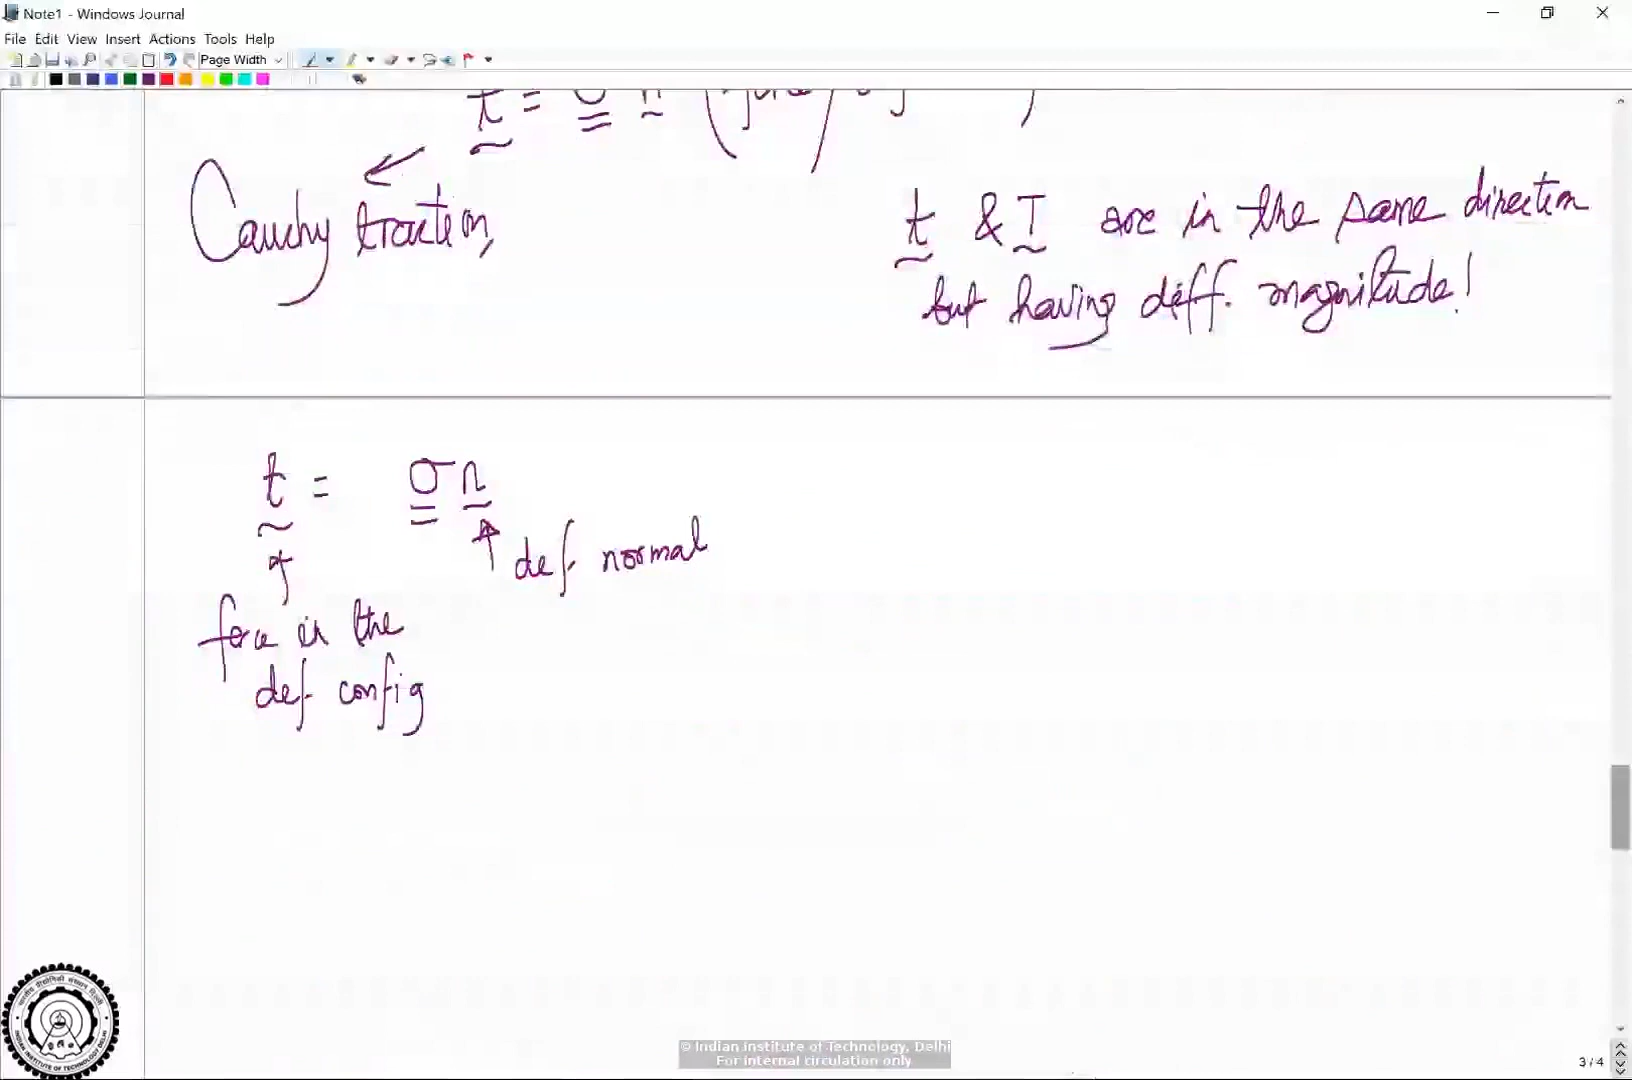 Note1 - Windows Journal
File Edit View Insert Actions Tools Help
Page Width
t = σ n (
Cauchy traction,
t & T are in the same direction
but having diff. magnitude!
t = σ n
def normal
force in the
def config
© Indian Institute of Technology, Delhi
For internal circulation only
3 / 4